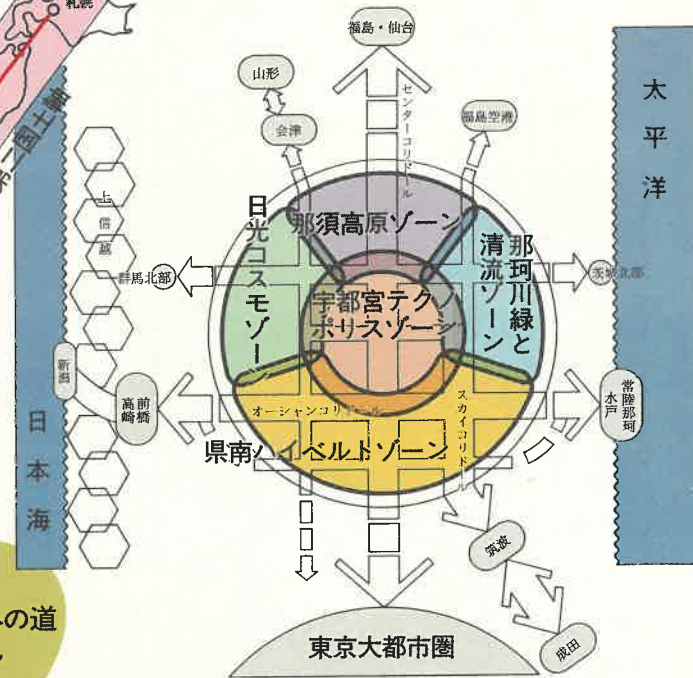 札幌
第二国土軸
福島・仙台
山形
会津
センターコリドール
福島空港
太平洋
上信越
日光コスモゾーン
那須高原ゾーン
那珂川緑と
清流ゾーン
群馬北部
茨城北部
宇都宮テクノ
ポリスゾーン
新潟
前橋
高崎
オーシャンコリドール
スカイコリドール
常陸那珂
水戸
日本海
県南ハイベルトゾーン
筑波
成田
東京大都市圏
への道